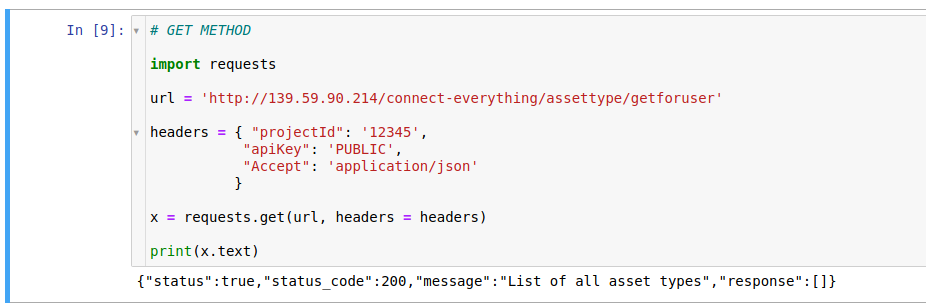 In [9]:
# GET METHOD
import requests
url = 'http://139.59.90.214/connect-everything/assettype/getforuser'
headers = { "projectId": '12345',
"apiKey": 'PUBLIC',
"Accept": 'application/json'
}
x = requests.get(url, headers = headers)
print(x.text)
{"status":true,"status_code":200,"message":"List of all asset types","response":[]}